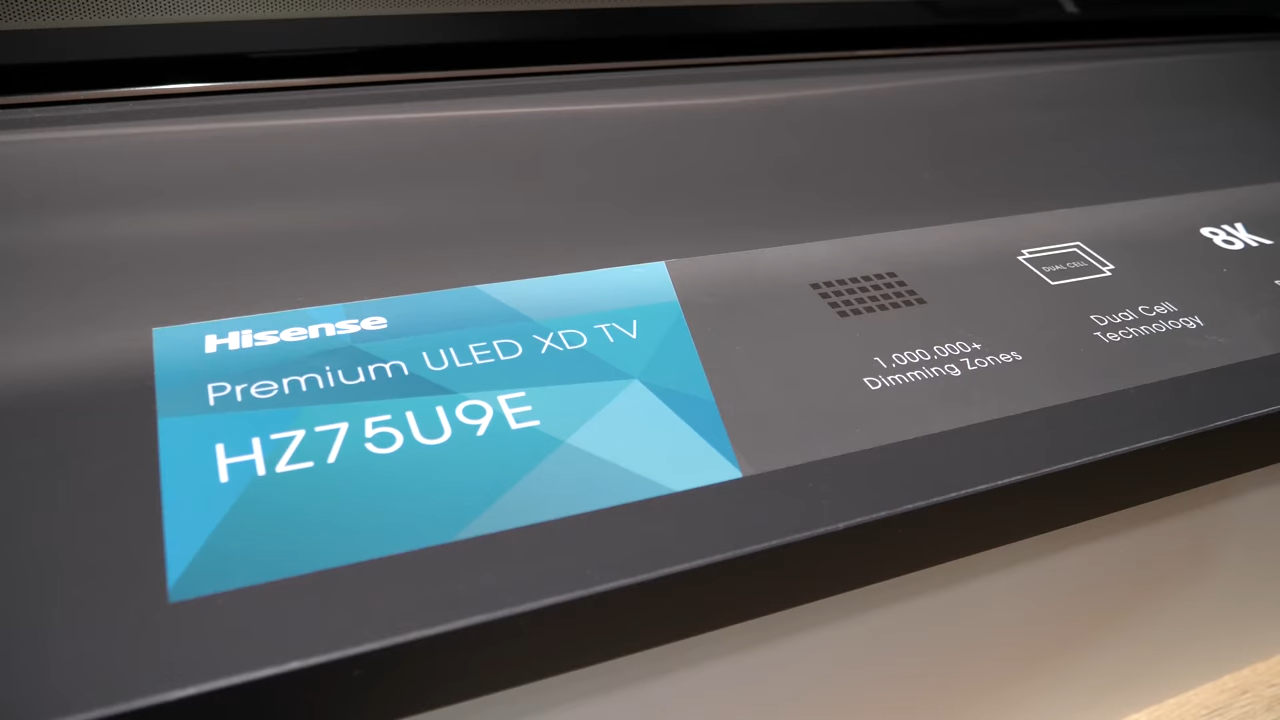 Hisense
Premium ULED XD TV
HZ75U9E
1,000,000+
Dimming Zones
DUAL CELL
Dual Cell
Technology
8K